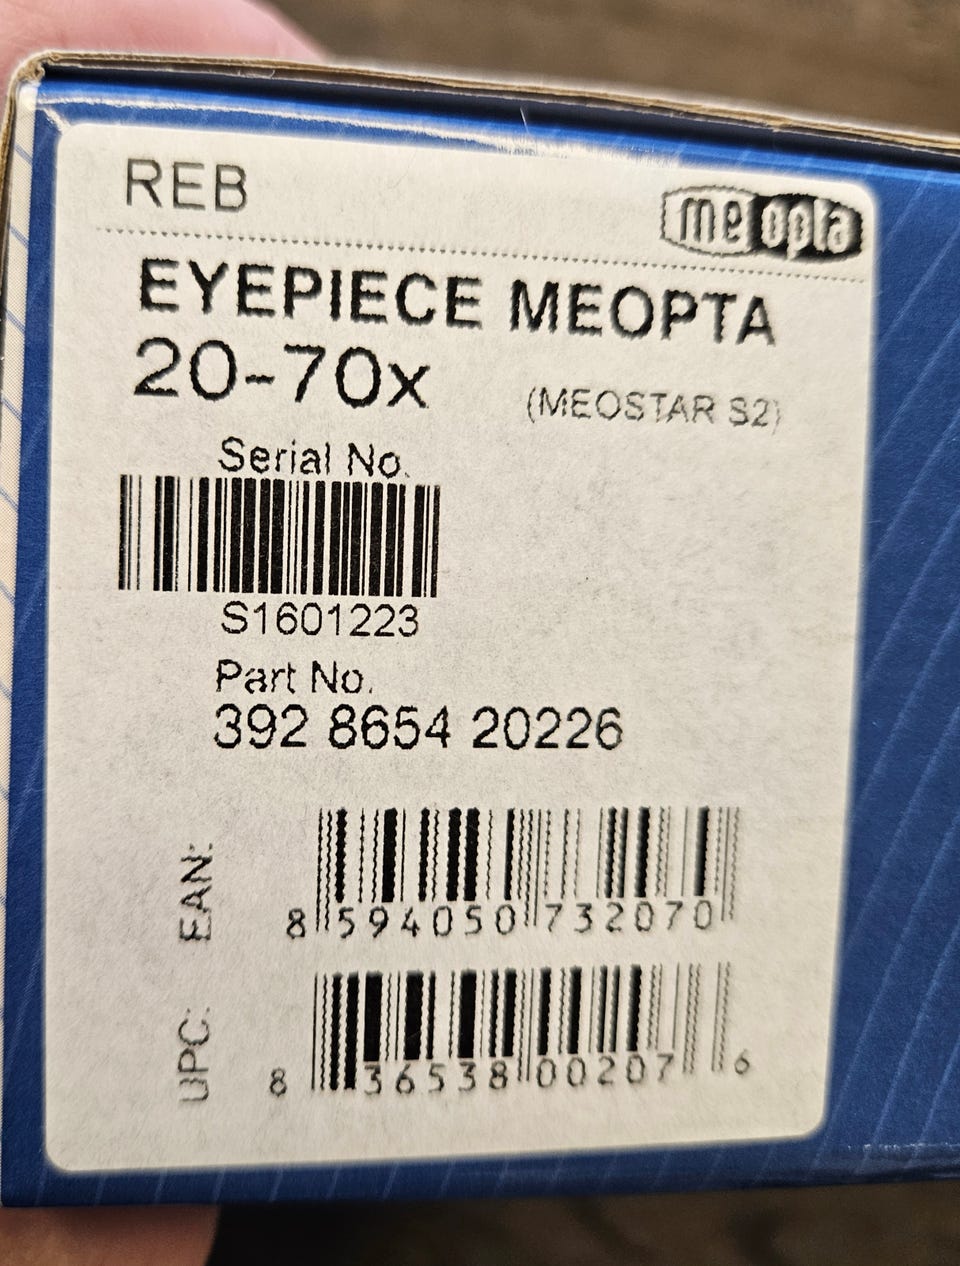 REB
meopta
EYEPIECE MEOPTA
20-70x
(MEOSTAR S2)
Serial No.
S1601223
Part No.
392 8654 20226
EAN:
8 594050 732070
UPC:
8 36538 00207 6